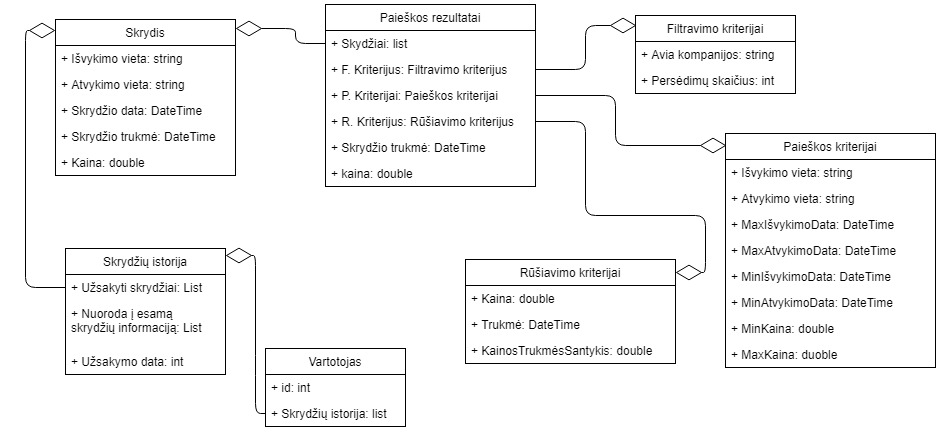 Skrydis
+ Išvykimo vieta: string
+ Atvykimo vieta: string
+ Skrydžio data: DateTime
+ Skrydžio trukmė: DateTime
+ Kaina: double
Paieškos rezultatai
+ Skydžiai: list
+ F. Kriterijus: Filtravimo kriterijus
+ P. Kriterijai: Paieškos kriterijai
+ R. Kriterijus: Rūšiavimo kriterijus
+ Skrydžio trukmė: DateTime
+ kaina: double
Filtravimo kriterijai
+ Avia kompanijos: string
+ Persėdimų skaičius: int
Paieškos kriterijai
+ Išvykimo vieta: string
+ Atvykimo vieta: string
+ MaxIšvykimoData: DateTime
+ MaxAtvykimoData: DateTime
+ MinIšvykimoData: DateTime
+ MinAtvykimoData: DateTime
+ MinKaina: double
+ MaxKaina: duoble
Skrydžių istorija
+ Užsakyti skrydžiai: List
+ Nuoroda į esamą
skrydžių informaciją: List
+ Užsakymo data: int
Rūšiavimo kriterijai
+ Kaina: double
+ Trukmė: DateTime
+ KainosTrukmėsSantykis: double
Vartotojas
+ id: int
+ Skrydžių istorija: list